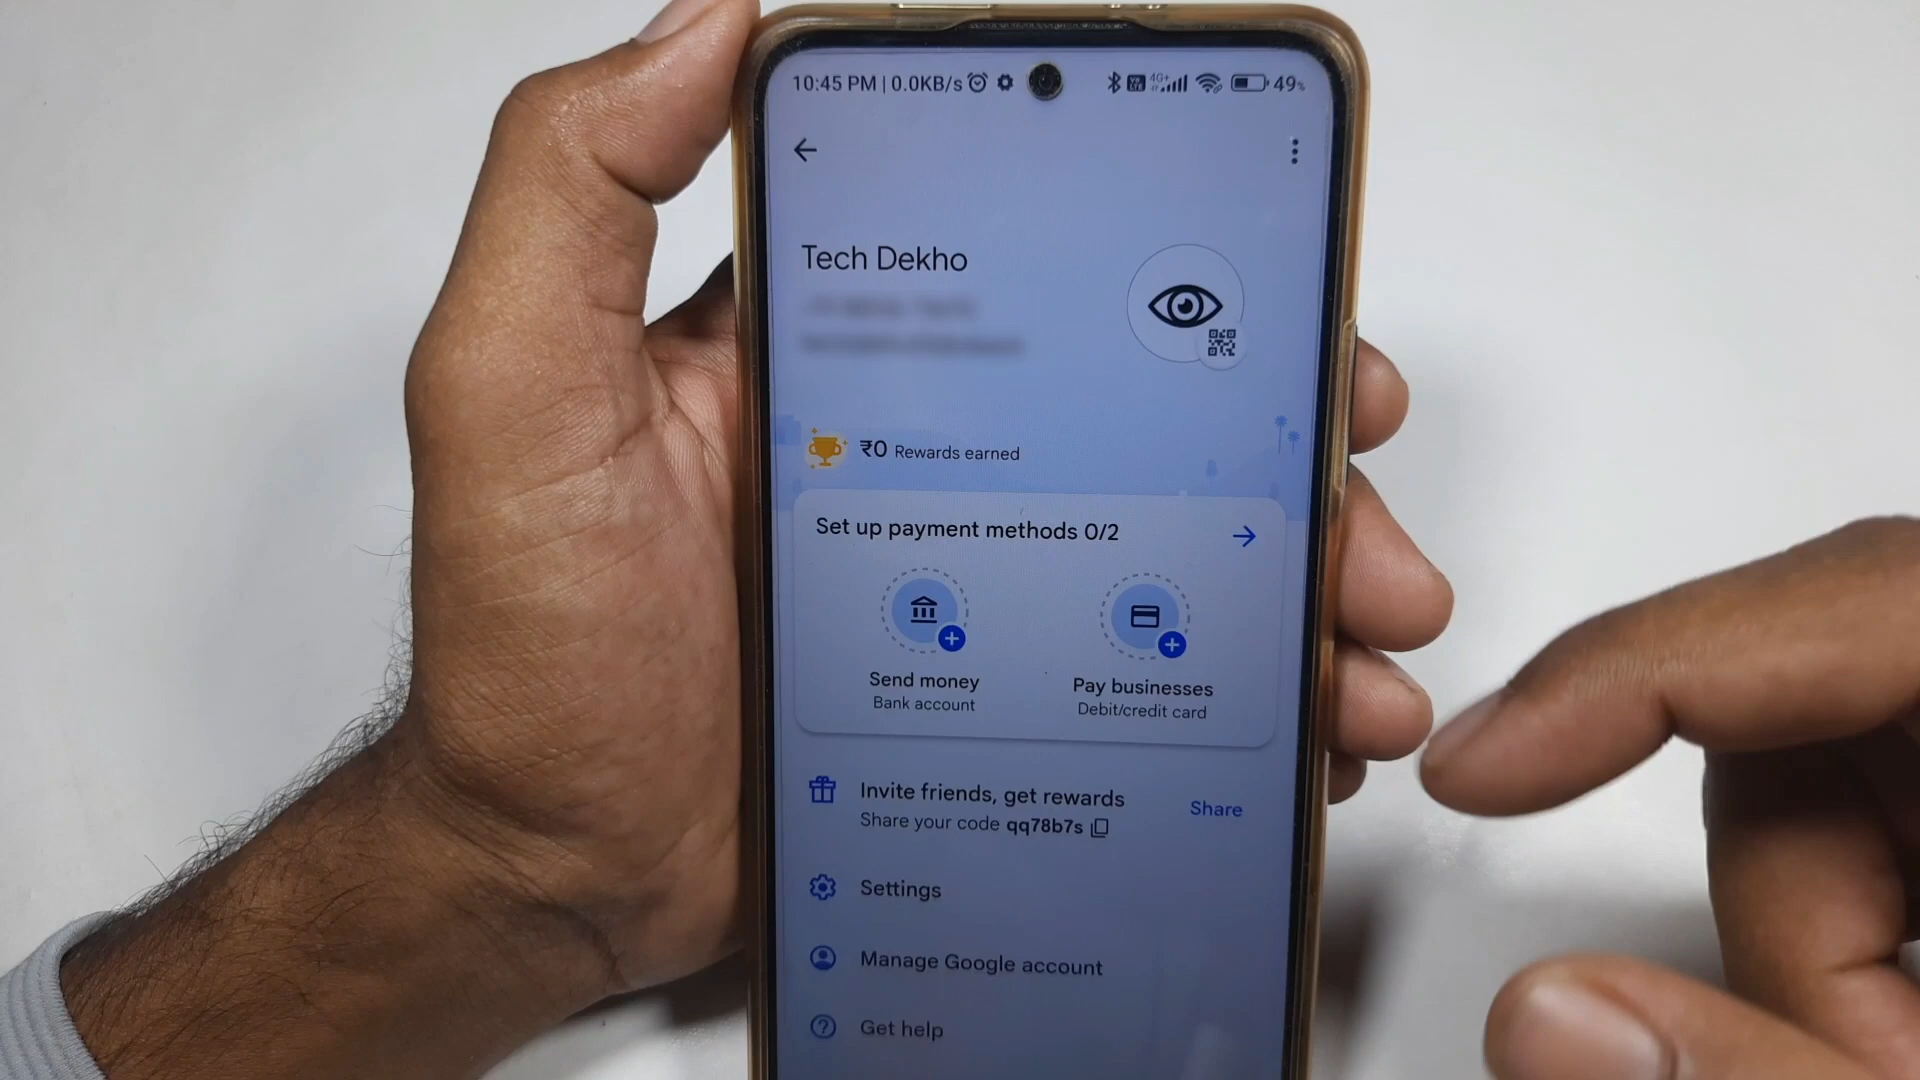 10:45 PM | 0.0KB/s 4G+ 49%
Tech Dekho
₹0 Rewards earned
Set up payment methods 0/2
Send money
Bank account
Pay businesses
Debit/credit card
Invite friends, get rewards
Share your code qq78b7s
Share
Settings
Manage Google account
Get help